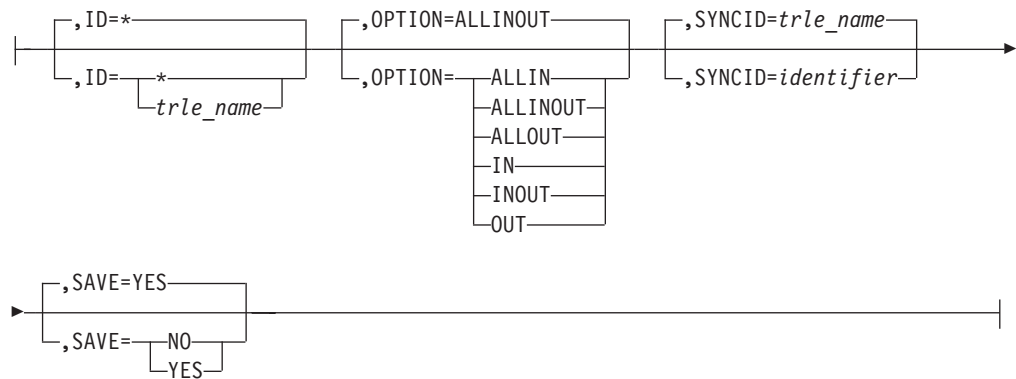 ,ID=* ,OPTION=ALLINOUT ,SYNCID=trle_name
,ID= * ,OPTION= ALLIN ,SYNCID=identifier
trle_name ALLINOUT
ALLOUT
IN
INOUT
OUT
,SAVE=YES
,SAVE= NO
YES